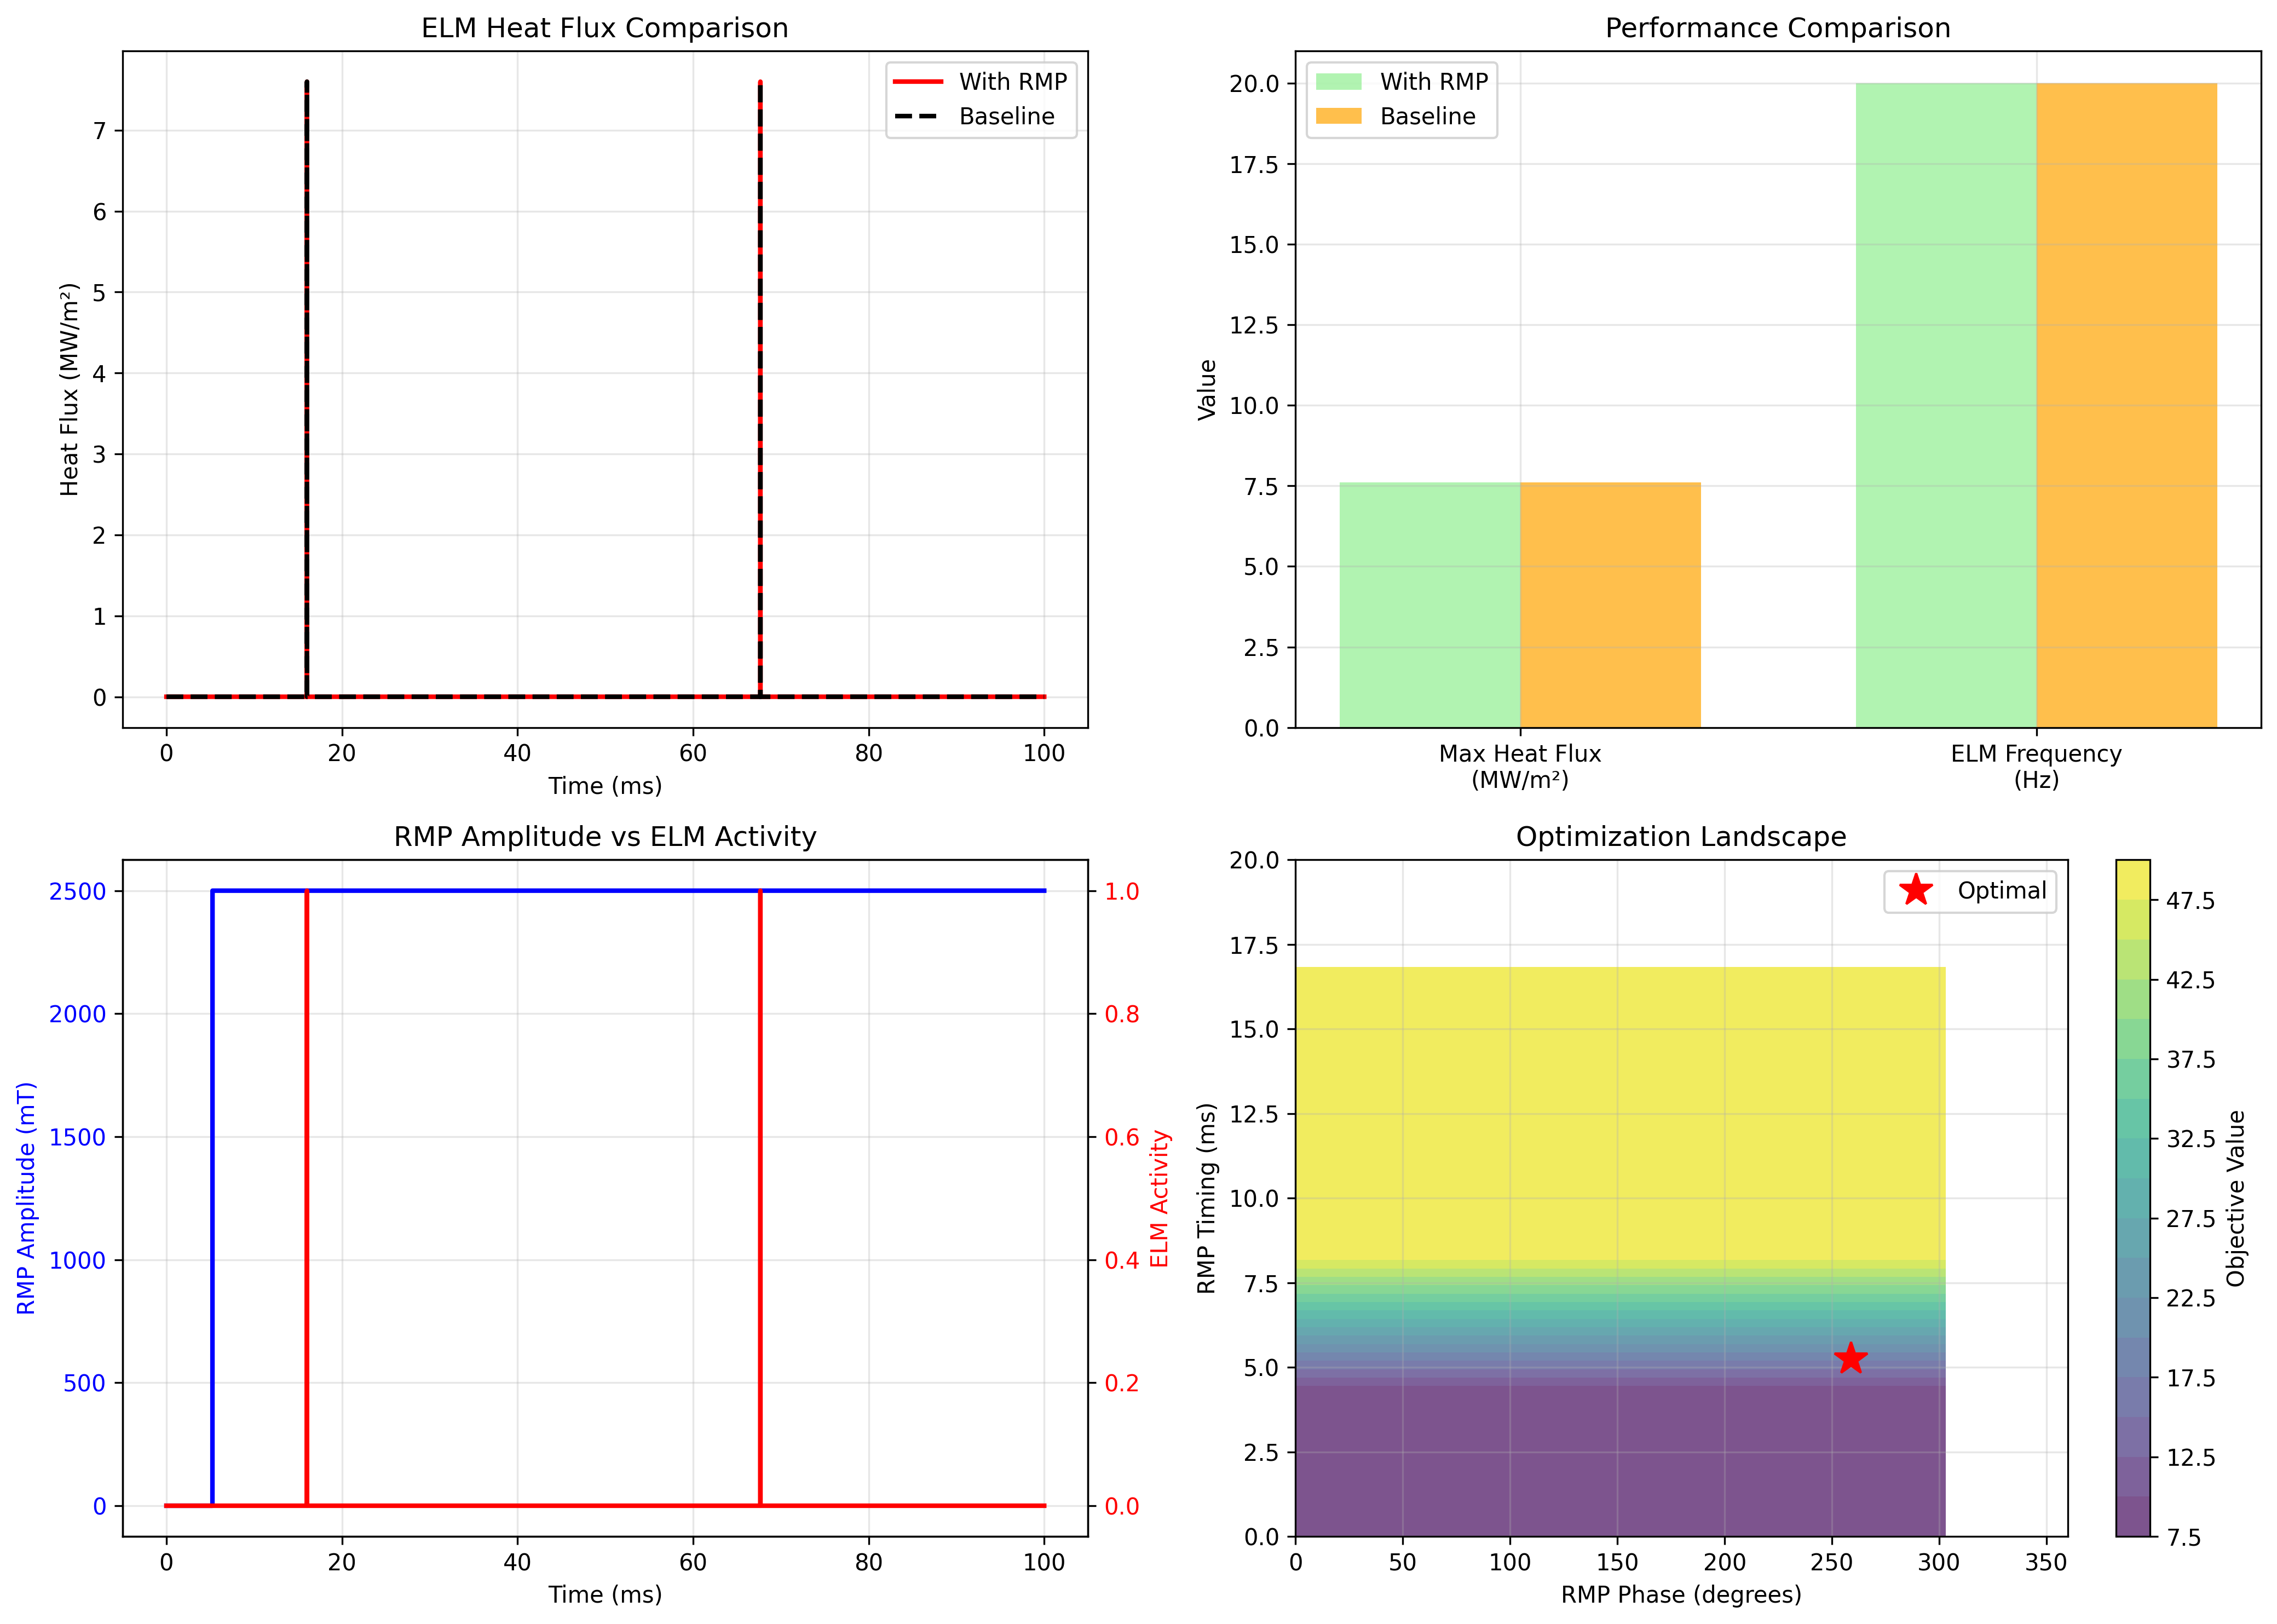 ELM Heat Flux Comparison
With RMP
Baseline
Heat Flux (MW/m²)
7
6
5
4
3
2
1
0
0 20 40 60 80 100
Time (ms)
Performance Comparison
With RMP
Baseline
Value
20.0
17.5
15.0
12.5
10.0
7.5
5.0
2.5
0.0
Max Heat Flux
(MW/m²)
ELM Frequency
(Hz)
RMP Amplitude vs ELM Activity
RMP Amplitude (mT)
2500
2000
1500
1000
500
0
1.0
0.8
0.6
0.4
0.2
0.0
ELM Activity
0 20 40 60 80 100
Time (ms)
Optimization Landscape
Optimal
RMP Timing (ms)
20.0
17.5
15.0
12.5
10.0
7.5
5.0
2.5
0.0
0 50 100 150 200 250 300 350
RMP Phase (degrees)
47.5
42.5
37.5
32.5
27.5
22.5
17.5
12.5
7.5
Objective Value